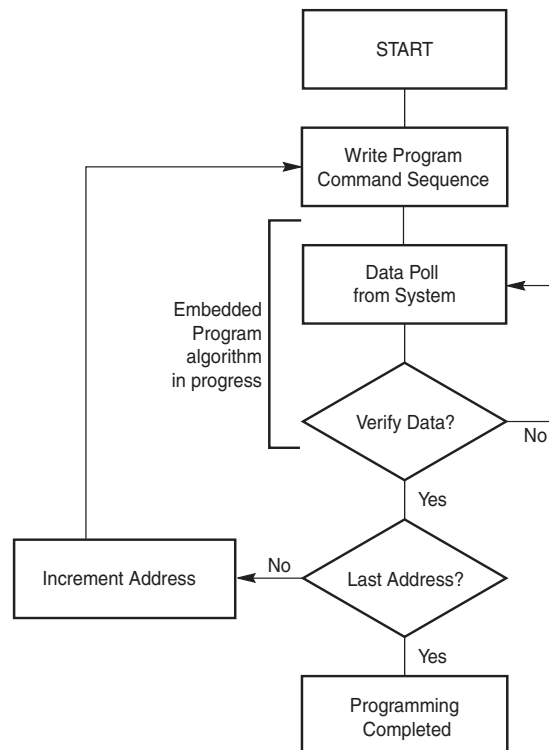 START
Write Program
Command Sequence
Data Poll
from System
Embedded
Program
algorithm
in progress
Verify Data?
No
Yes
Increment Address
No
Last Address?
Yes
Programming
Completed